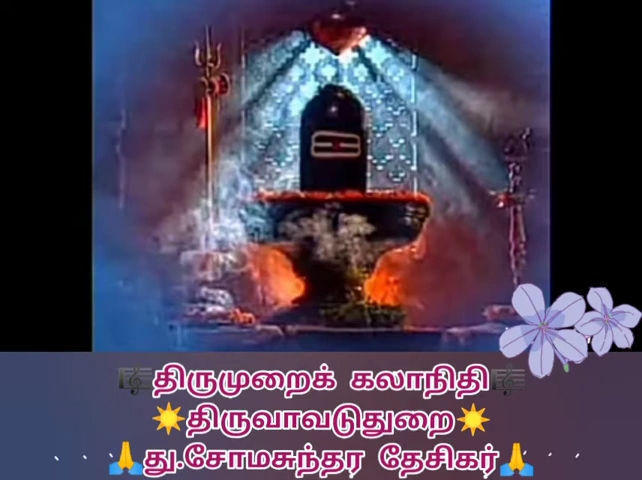 🎼திருமுறைக் கலாநிதி🎼
☀️திருவாவடுதுறை☀️
🙏து.சோமசுந்தர தேசிகர்🙏